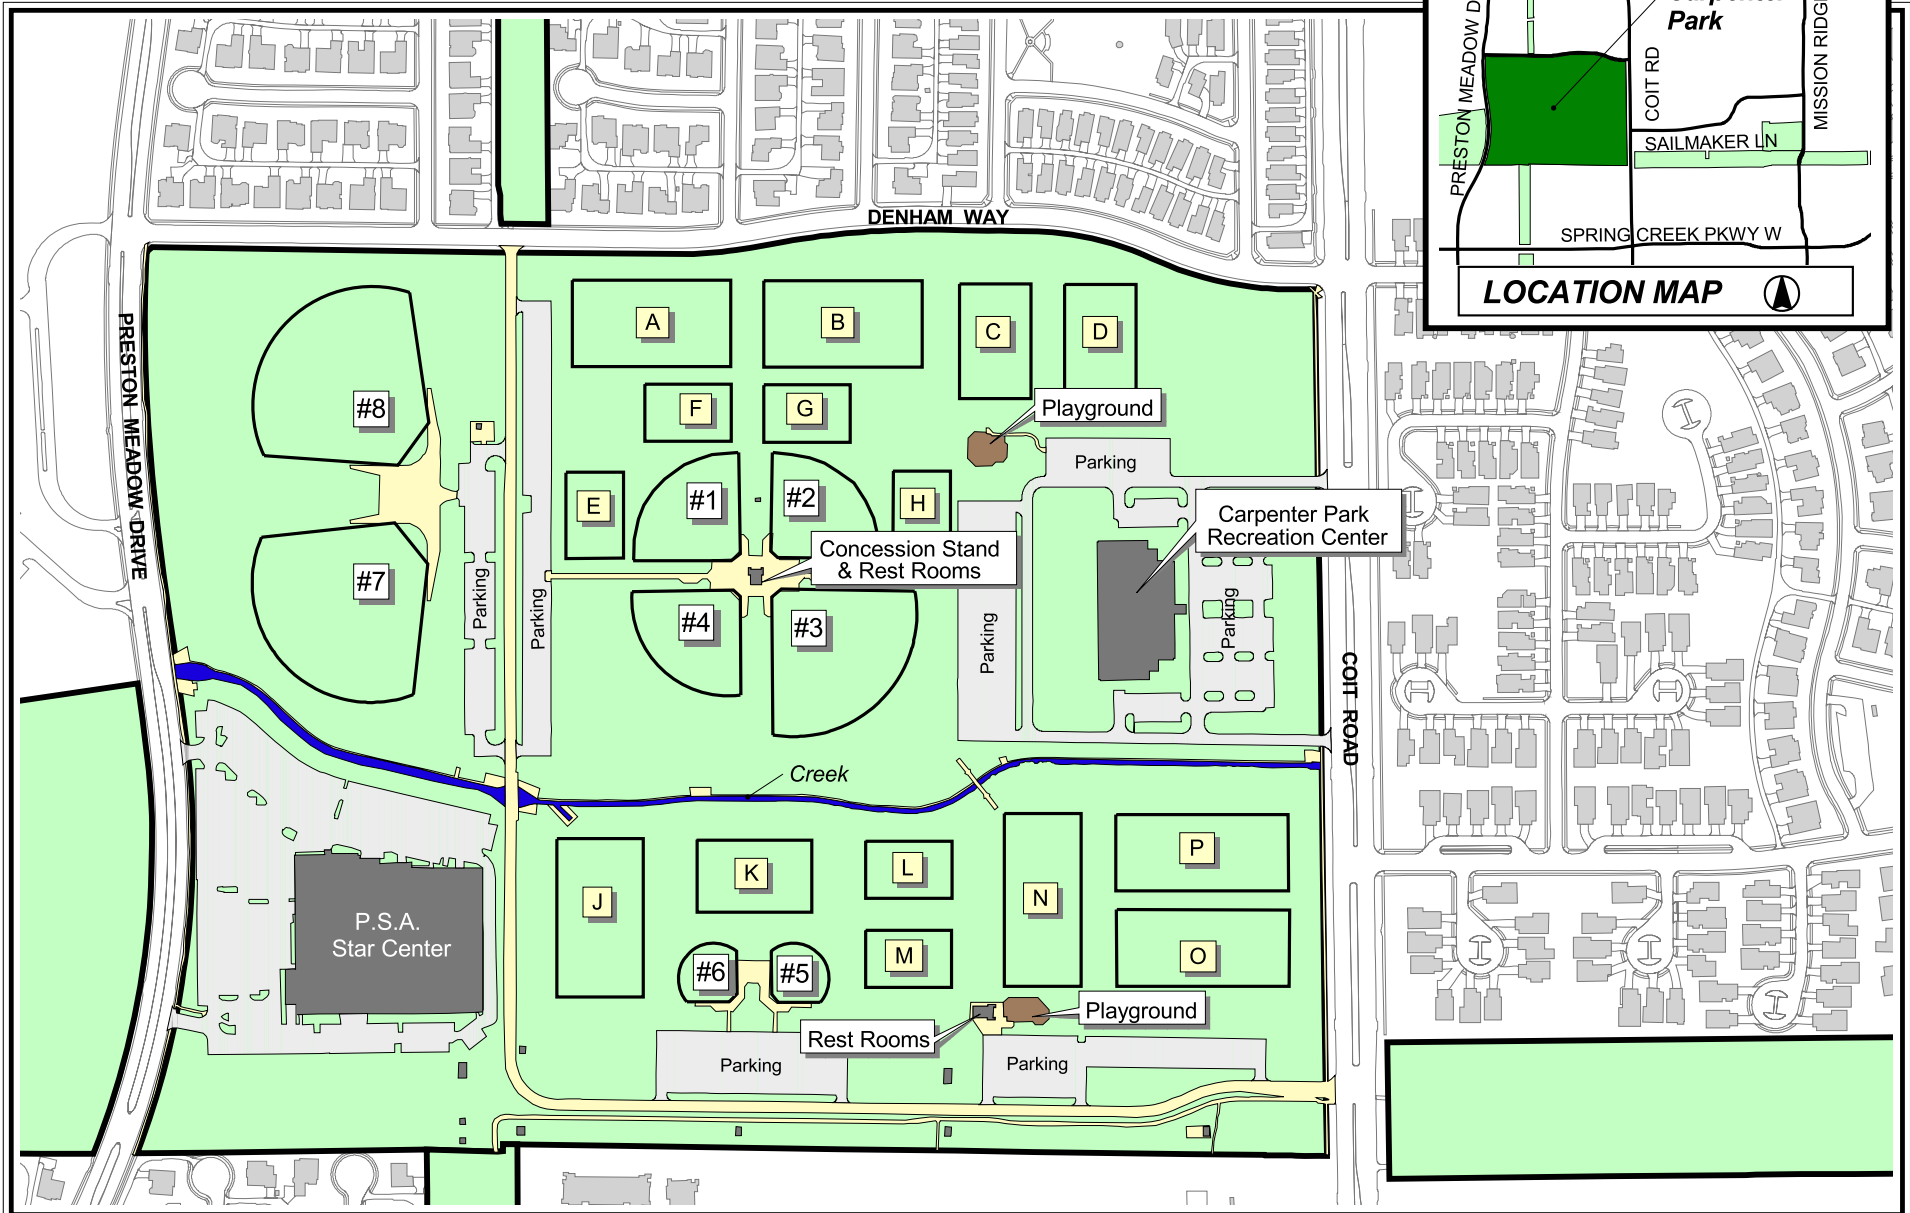 Park
PRESTON MEADOW D
COIT RD
MISSION RIDGE
SAILMAKER LN
SPRING CREEK PKWY W
LOCATION MAP
DENHAM WAY
PRESTON MEADOW DRIVE
COIT ROAD
A
B
C
D
#8
F
G
Playground
Parking
E
#1
#2
H
Carpenter Park
Recreation Center
Concession Stand
& Rest Rooms
#7
Parking
Parking
#4
#3
Parking
Parking
Creek
P
J
K
L
N
P.S.A.
Star Center
M
O
#6
#5
Playground
Rest Rooms
Parking
Parking